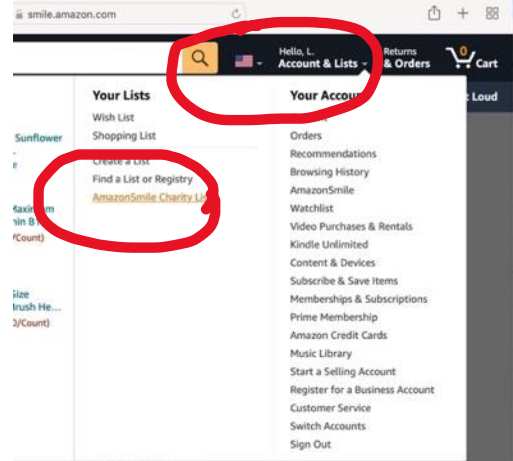 smile.amazon.com
Hello, L.
Account & Lists
Returns
& Orders
0
Cart
Your Lists
Wish List
Shopping List
Create a List
Find a List or Registry
AmazonSmile Charity
Sunflower
/Count)
Size
0/Count)
Your
Loud
Orders
Recommendations
Browsing History
AmazonSmile
Watchlist
Video Purchases & Rentals
Kindle Unlimited
Content & Devices
Subscribe & Save Items
Memberships & Subscriptions
Prime Membership
Amazon Credit Cards
Music Library
Start a Selling Account
Register for a Business Account
Customer Service
Switch Accounts
Sign Out